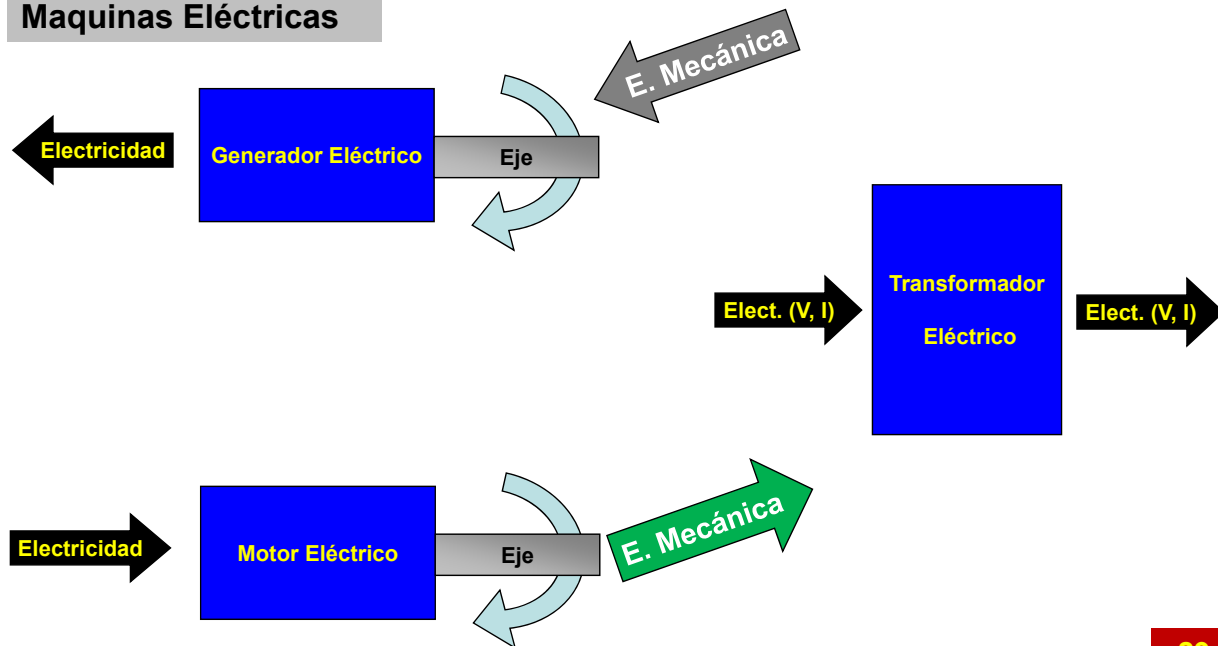 Maquinas Eléctricas
E. Mecánica
Electricidad
Generador Eléctrico
Eje
Transformador
Eléctrico
Elect. (V, I)
Elect. (V, I)
E. Mecánica
Electricidad
Motor Eléctrico
Eje